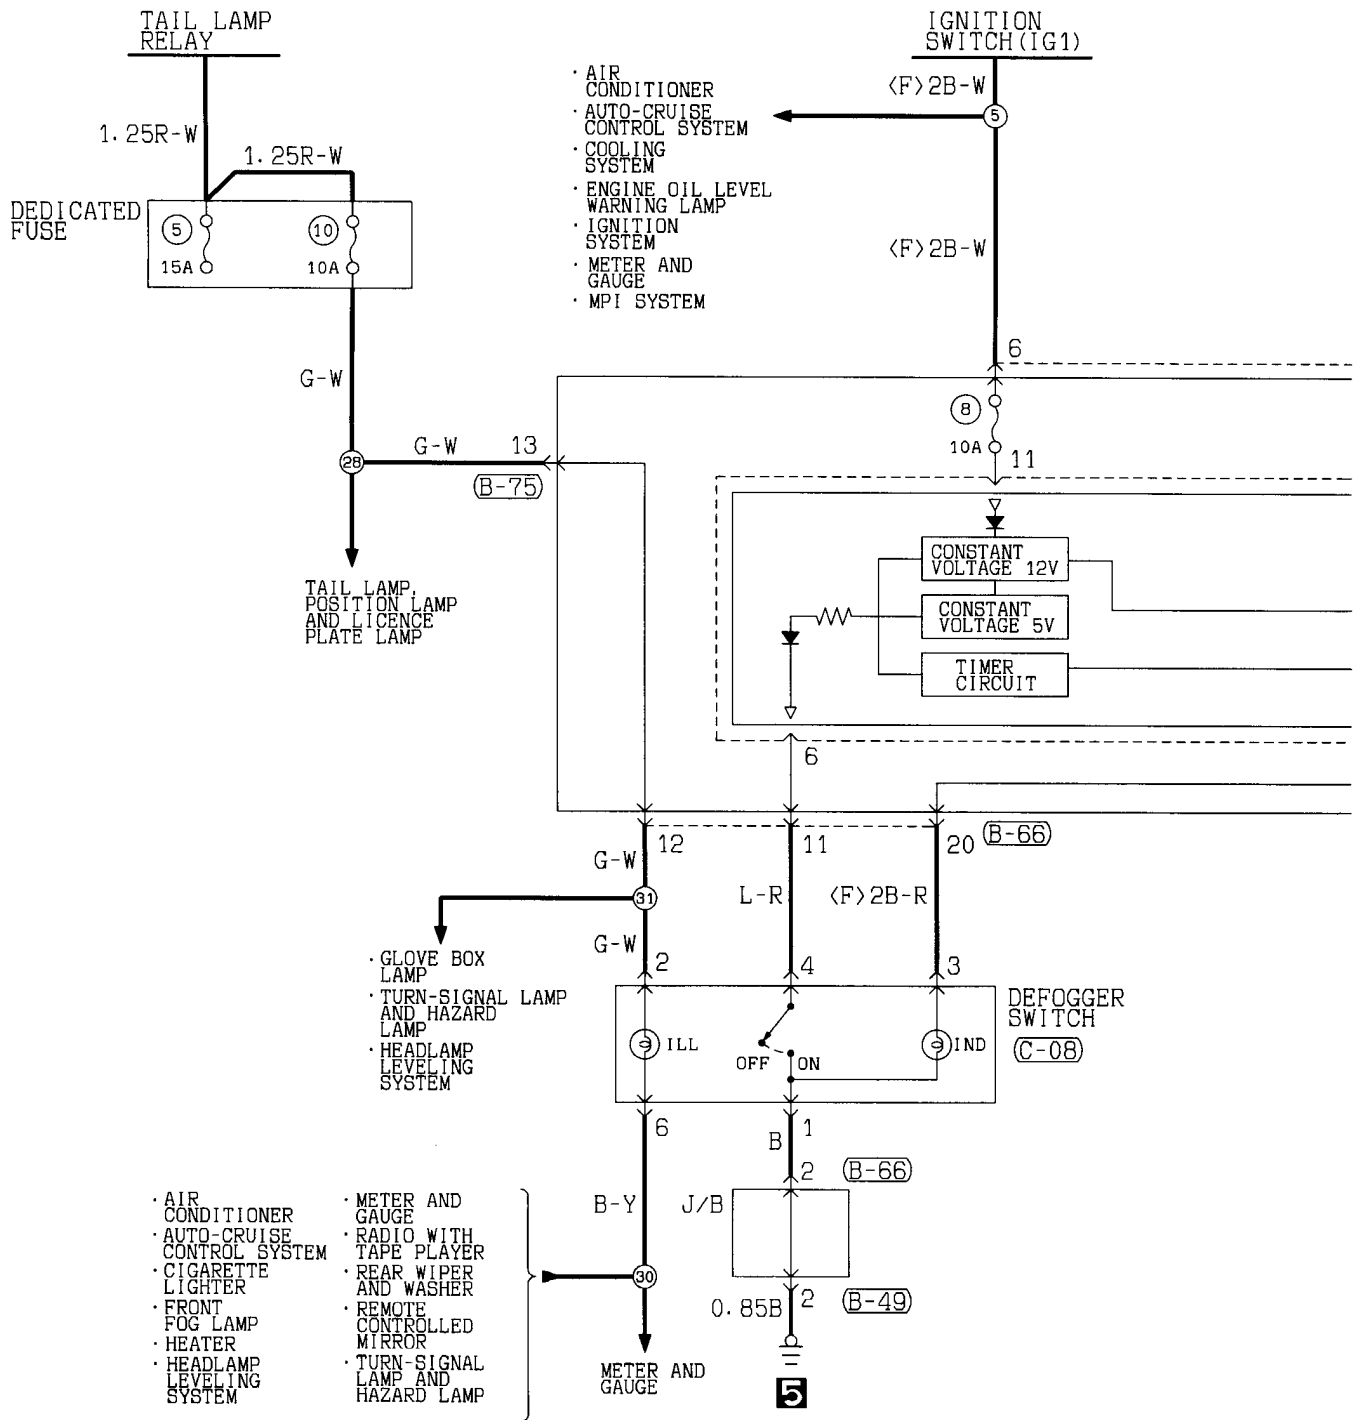 TAIL LAMP
RELAY
IGNITION
SWITCH(IG1)
· AIR
CONDITIONER
· AUTO-CRUISE
CONTROL SYSTEM
· COOLING
SYSTEM
· ENGINE OIL LEVEL
WARNING LAMP
· IGNITION
SYSTEM
· METER AND
GAUGE
· MPI SYSTEM
<F>2B-W
5
<F>2B-W
1.25R-W
1.25R-W
DEDICATED
FUSE
5
15A
10
10A
G-W
28
G-W
13
(B-75)
TAIL LAMP,
POSITION LAMP
AND LICENCE
PLATE LAMP
6
8
10A
11
CONSTANT
VOLTAGE 12V
CONSTANT
VOLTAGE 5V
TIMER
CIRCUIT
6
12
11
20
(B-66)
G-W
L-R
<F>2B-R
31
G-W
2
4
3
· GLOVE BOX
LAMP
· TURN-SIGNAL LAMP
AND HAZARD
LAMP
· HEADLAMP
LEVELING
SYSTEM
ILL
OFF
ON
IND
DEFOGGER
SWITCH
(C-08)
6
1
B
2
(B-66)
J/B
B-Y
2
(B-49)
0.85B
5
30
METER AND
GAUGE
· AIR
CONDITIONER
· AUTO-CRUISE
CONTROL SYSTEM
· CIGARETTE
LIGHTER
· FRONT
FOG LAMP
· HEATER
· HEADLAMP
LEVELING
SYSTEM
· METER AND
GAUGE
· RADIO WITH
TAPE PLAYER
· REAR WIPER
AND WASHER
· REMOTE
CONTROLLED
MIRROR
· TURN-SIGNAL
LAMP AND
HAZARD LAMP